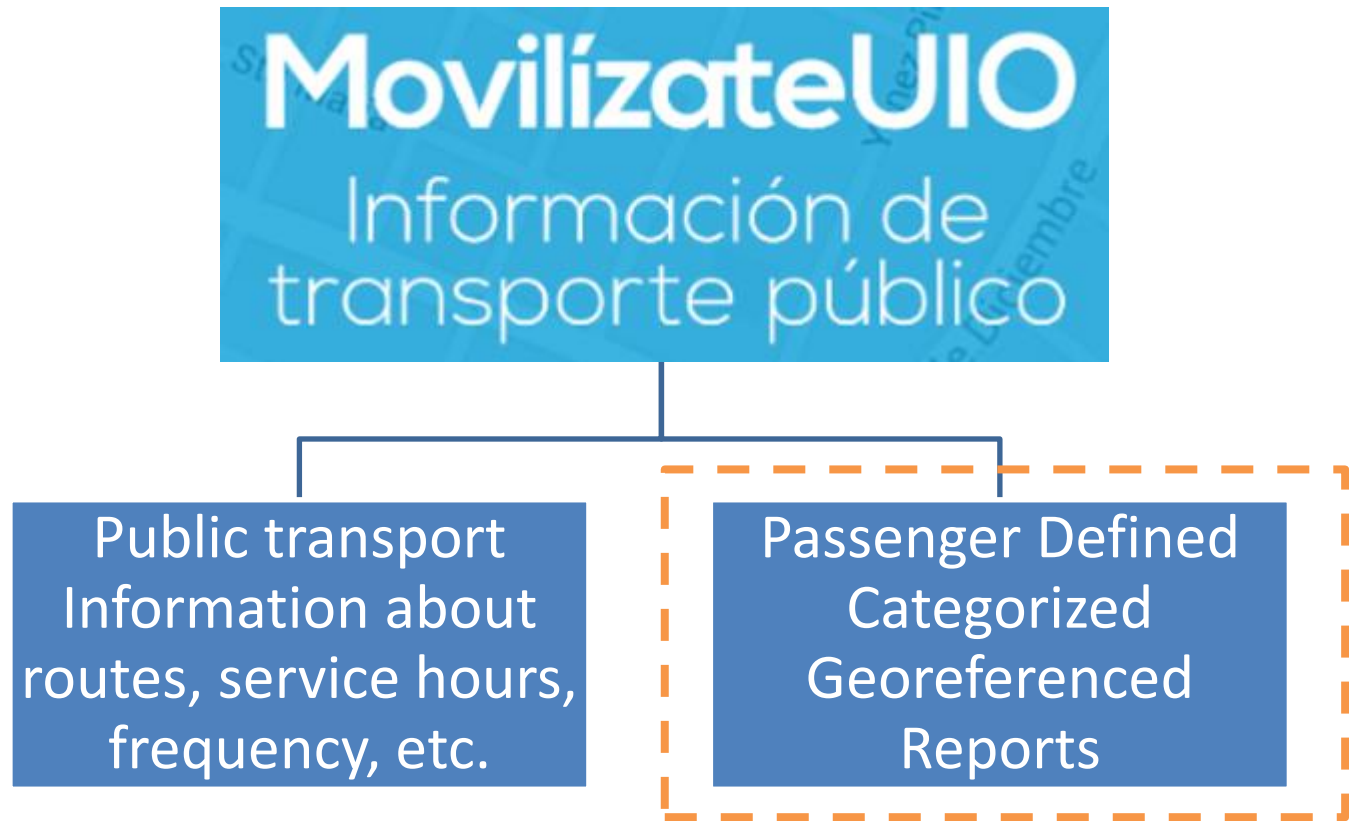 MovilízateUIO
Información de
transporte público
Public transport
Information about
routes, service hours,
frequency, etc.
Passenger Defined
Categorized
Georeferenced
Reports